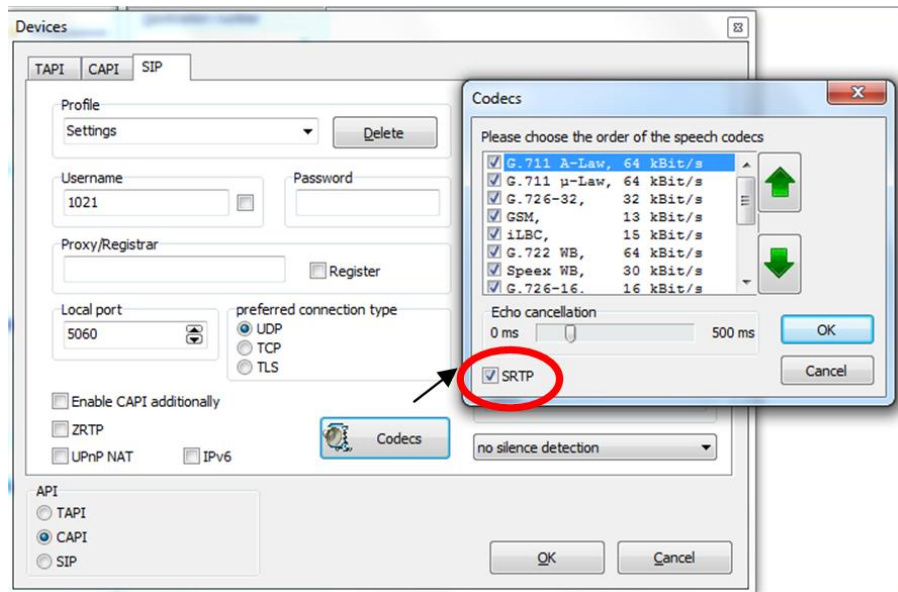 Devices
TAPI CAPI SIP
Profile
Settings
Delete
Username
1021
Password
Proxy/Registrar
Register
Local port
5060
preferred connection type
UDP
TCP
TLS
Enable CAPI additionally
ZRTP
UPnP NAT IPv6
Codecs
no silence detection
API
TAPI
CAPI
SIP
OK Cancel
Codecs
Please choose the order of the speech codecs
G.711 A-Law, 64 kBit/s
G.711 µ-Law, 64 kBit/s
G.726-32, 32 kBit/s
GSM, 13 kBit/s
iLBC, 15 kBit/s
G.722 WB, 64 kBit/s
Speex WB, 30 kBit/s
G.726-16. 16 kBit/s
Echo cancellation
0 ms 500 ms
OK
SRTP
Cancel